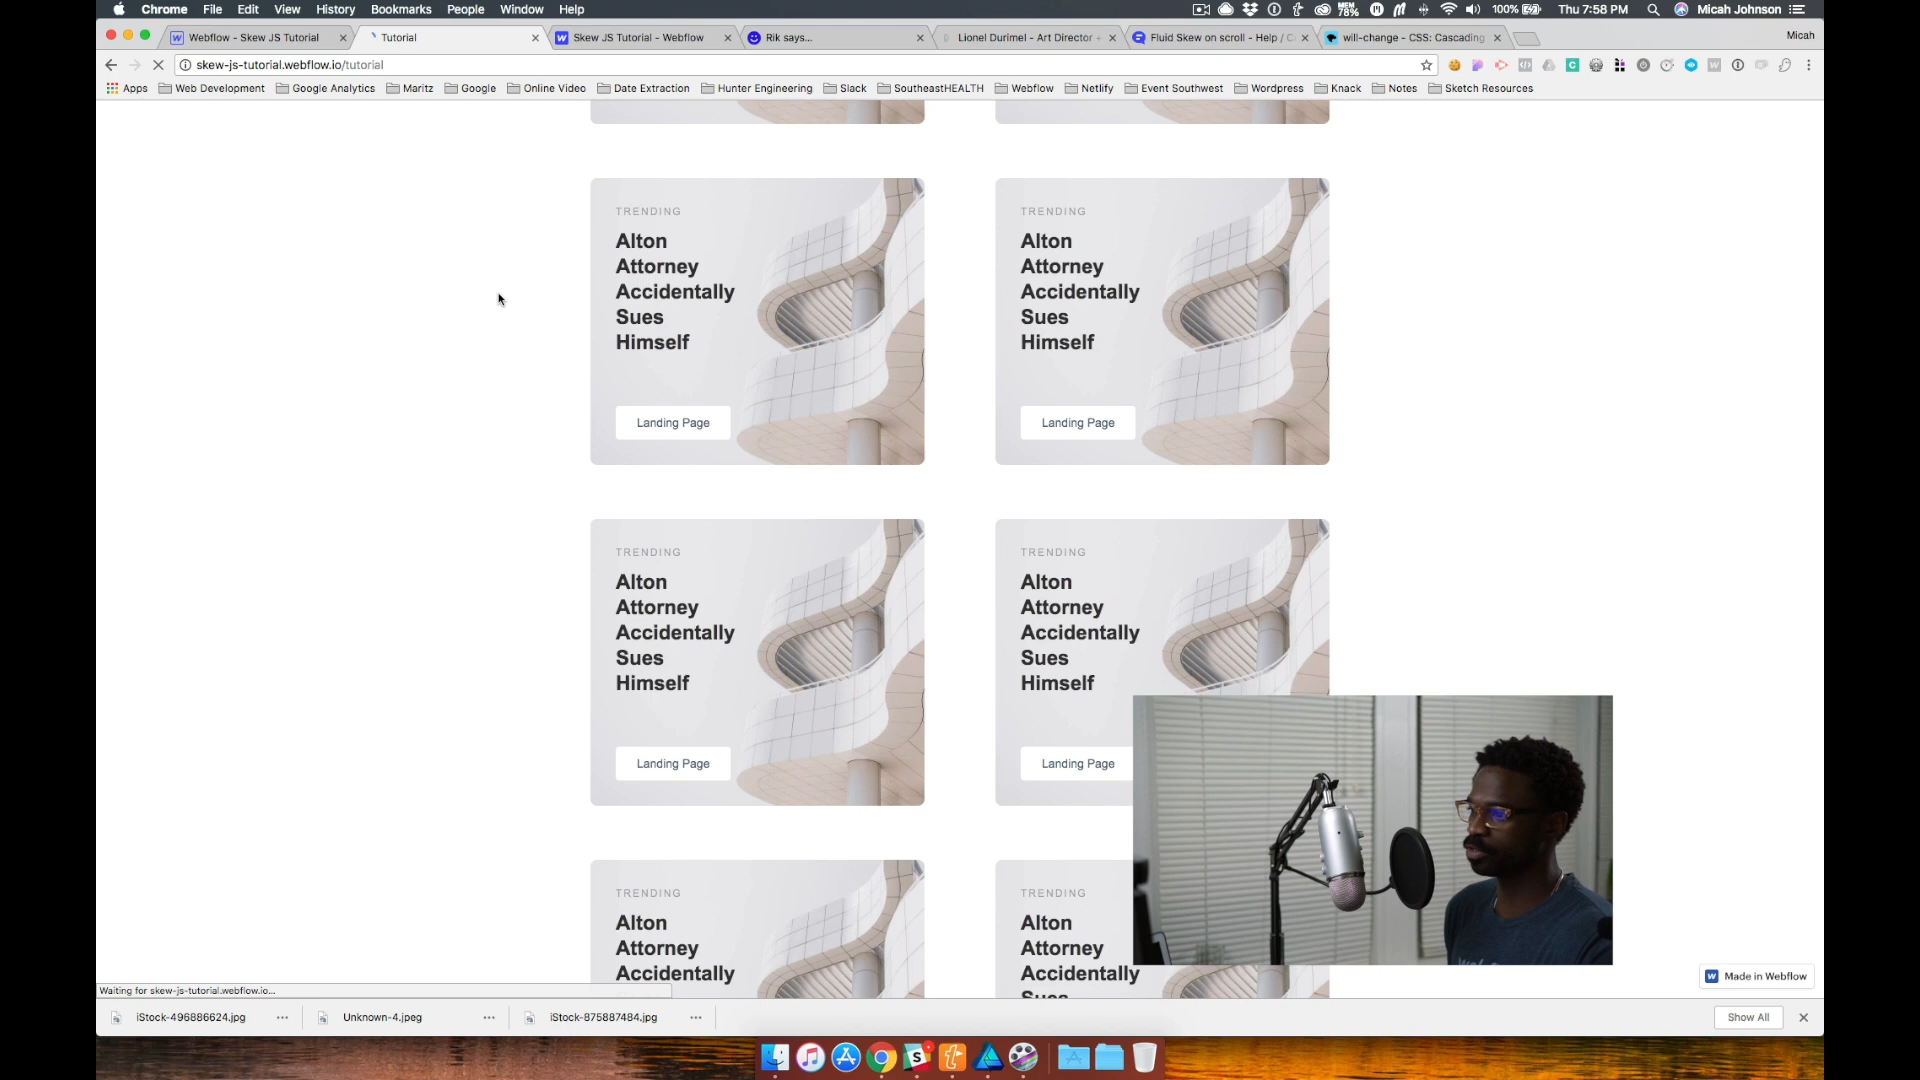 Chrome File Edit View History Bookmarks People Window Help MEM 78% 100% Thu 7:58 PM Micah Johnson
Webflow - Skew JS Tutorial Tutorial Skew JS Tutorial - Webflow Rik says... Lionel Durimel - Art Director + Fluid Skew on scroll - Help / C will-change - CSS: Cascading Micah
skew-js-tutorial.webflow.io/tutorial
Apps Web Development Google Analytics Maritz Google Online Video Date Extraction Hunter Engineering Slack SoutheastHEALTH Webflow Netlify Event Southwest Wordpress Knack Notes Sketch Resources
TRENDING
Alton
Attorney
Accidentally
Sues
Himself
Landing Page
TRENDING
Alton
Attorney
Accidentally
Sues
Himself
Landing Page
TRENDING
Alton
Attorney
Accidentally
Sues
Himself
Landing Page
TRENDING
Alton
Attorney
Accidentally
Sues
Himself
Landing Page
TRENDING
Alton
Attorney
Accidentally
TRENDING
Alton
Attorney
Accidentally
Sues
Made in Webflow
Waiting for skew-js-tutorial.webflow.io...
iStock-496886624.jpg Unknown-4.jpeg iStock-875887484.jpg Show All